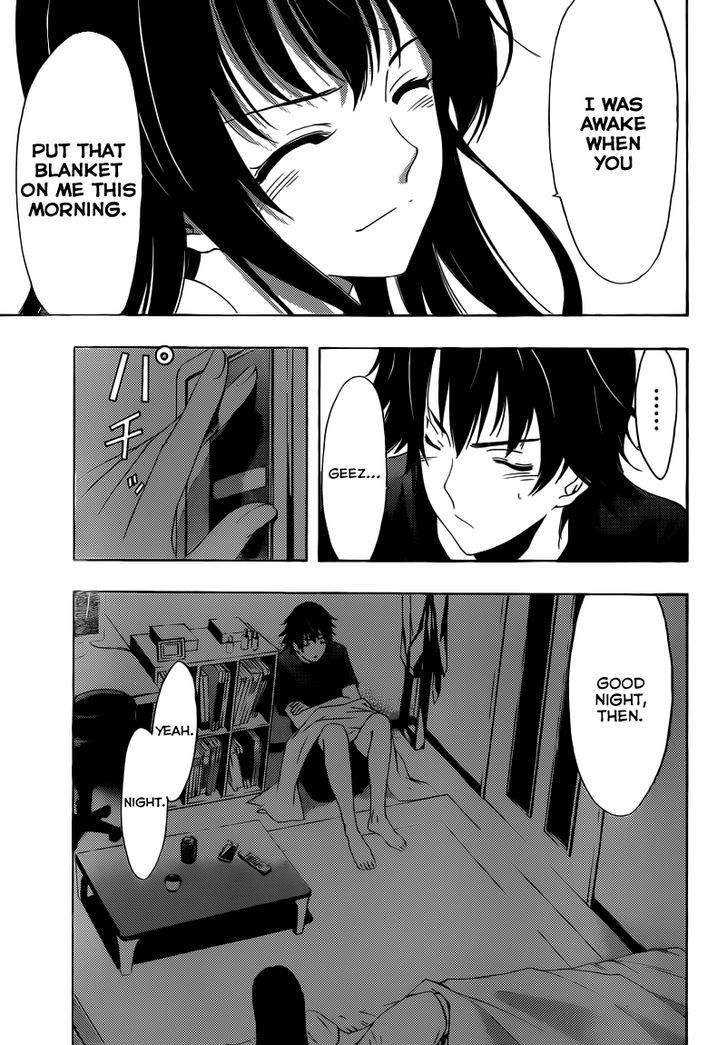 I WAS
AWAKE
WHEN
YOU
PUT THAT
BLANKET
ON ME THIS
MORNING.
......
GEEZ...
パチッ
GOOD
NIGHT,
THEN.
YEAH.
NIGHT.